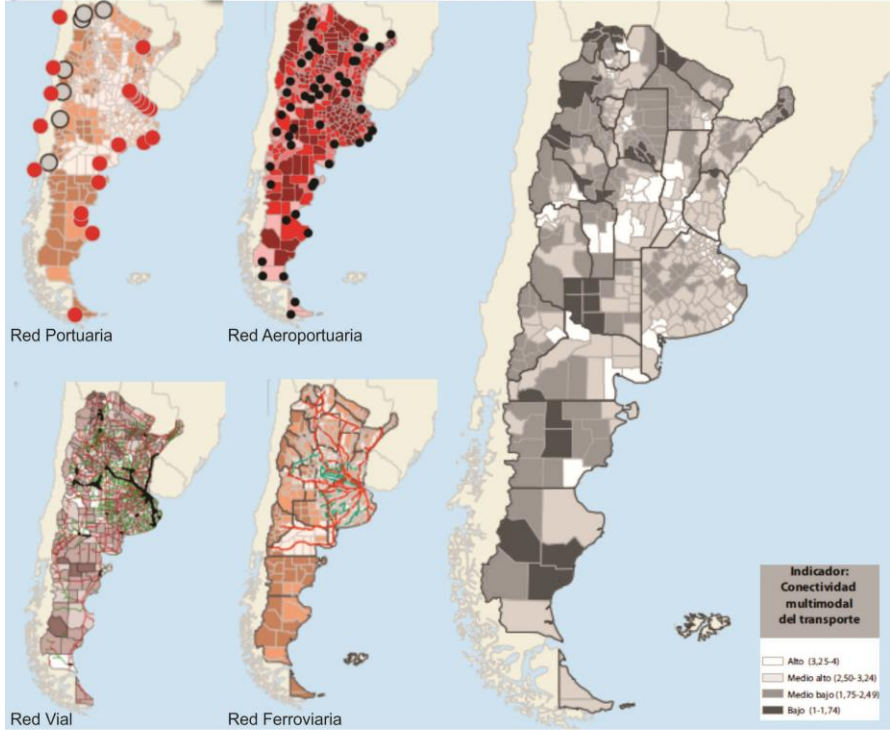 Red Portuaria
Red Aeroportuaria
Red Vial
Red Ferroviaria
Indicador:
Conectividad
multimodal
del transporte
Alto (3,25-4)
Medio alto (2,50-3,24)
Medio bajo (1,75-2,49)
Bajo (1-1,74)